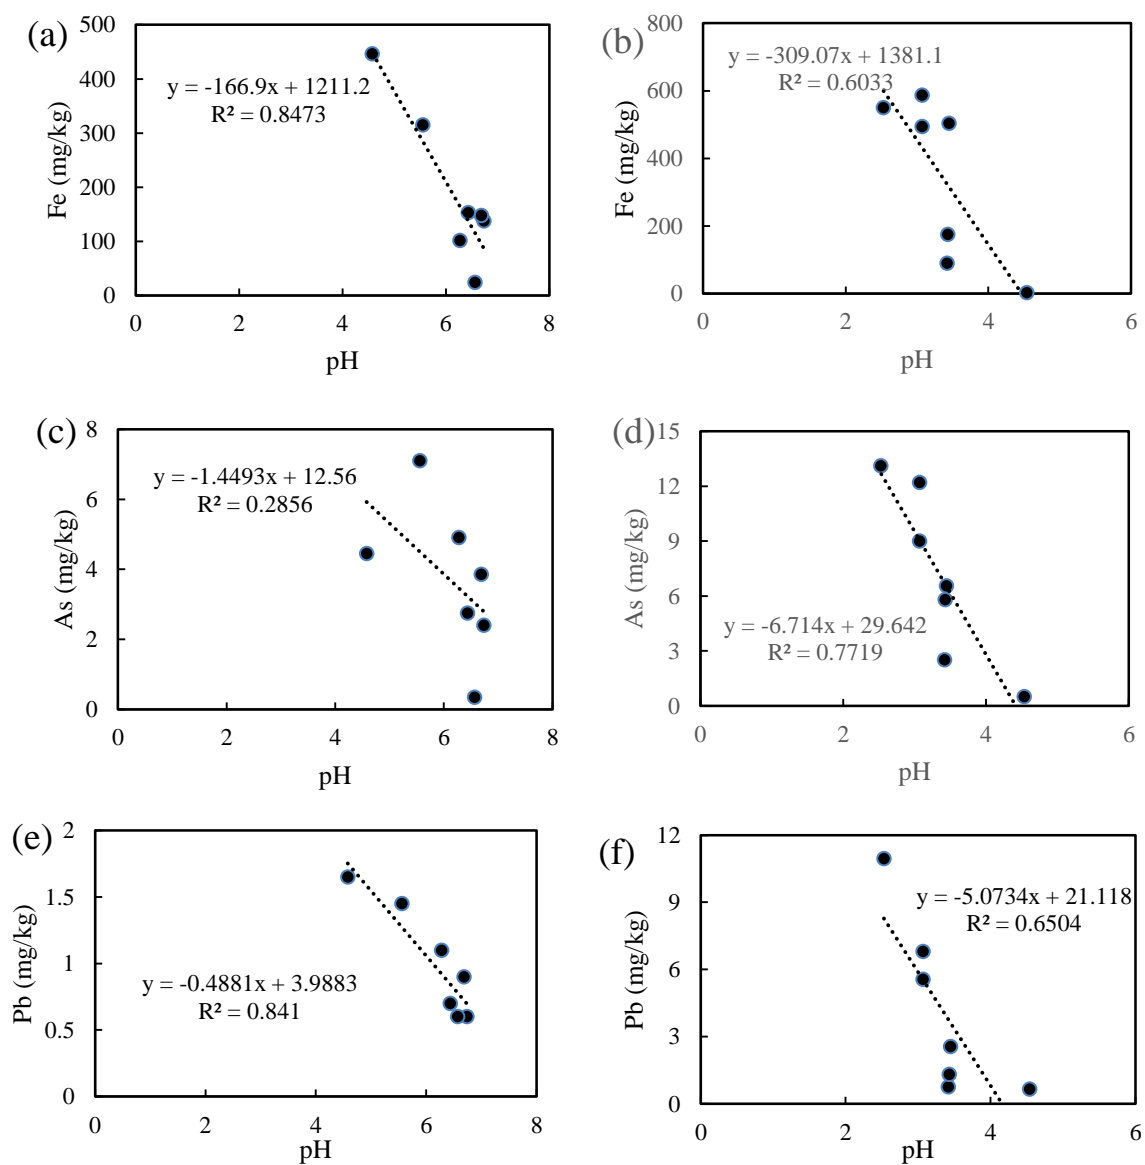 (a)
500
400
300
200
100
0
Fe (mg/kg)
y = -166.9x + 1211.2
R² = 0.8473
0 2 4 6 8
pH
(b)
800
600
400
200
0
Fe (mg/kg)
y = -309.07x + 1381.1
R² = 0.6033
0 2 4 6
pH
(c)
8
6
4
2
0
As (mg/kg)
y = -1.4493x + 12.56
R² = 0.2856
0 2 4 6 8
pH
(d)
15
12
9
6
3
0
As (mg/kg)
y = -6.714x + 29.642
R² = 0.7719
0 2 4 6
pH
(e)
2
1.5
1
0.5
0
Pb (mg/kg)
y = -0.4881x + 3.9883
R² = 0.841
0 2 4 6 8
pH
(f)
12
9
6
3
0
Pb (mg/kg)
y = -5.0734x + 21.118
R² = 0.6504
0 2 4 6
pH